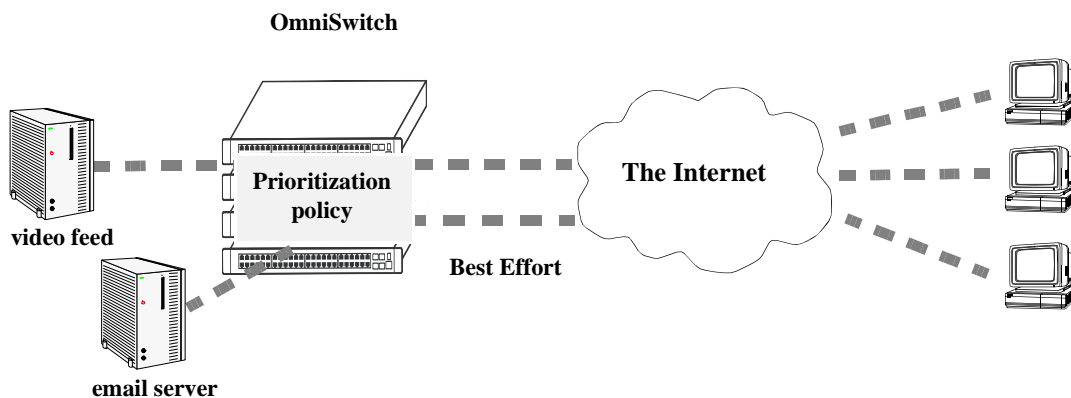 OmniSwitch
Prioritization
policy
The Internet
video feed
Best Effort
email server